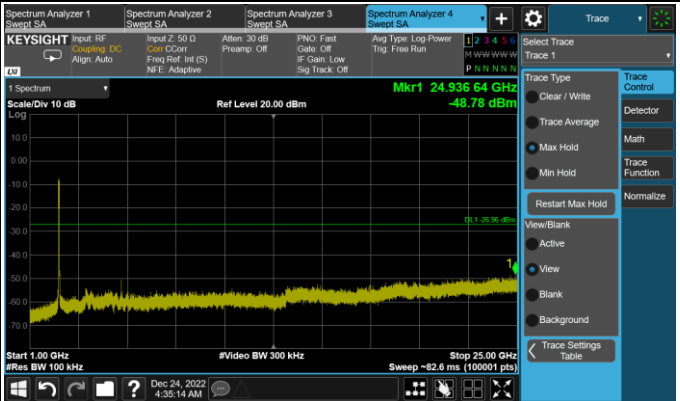 Spectrum Analyzer 1
Swept SA
Spectrum Analyzer 2
Swept SA
Spectrum Analyzer 3
Swept SA
Spectrum Analyzer 4
Swept SA
Trace
KEYSIGHT
Input: RF
Coupling: DC
Align: Auto
Input Z: 50 Ω
Corr CCorr
Freq Ref: Int (S)
NFE: Adaptive
Atten: 30 dB
Preamp: Off
PNO: Fast
Gate: Off
IF Gain: Low
Sig Track: Off
Avg Type: Log-Power
Trig: Free Run
1 2 3 4 5 6
M W W W W W
P N N N N N
LXI
Select Trace
Trace 1
1 Spectrum
Mkr1 24.936 64 GHz
-48.78 dBm
Scale/Div 10 dB
Ref Level 20.00 dBm
Log
10.0
0.00
-10.0
-20.0
-30.0
-40.0
-50.0
-60.0
-70.0
DL1 -26.96 dBm
1
Start 1.00 GHz
#Res BW 100 kHz
#Video BW 300 kHz
Stop 25.00 GHz
Sweep ~82.6 ms (100001 pts)
Trace Type
Clear / Write
Trace Average
Max Hold
Min Hold
Restart Max Hold
View/Blank
Active
View
Blank
Background
Trace Settings
Table
Trace
Control
Detector
Math
Trace
Function
Normalize
?
Dec 24, 2022
4:35:14 AM